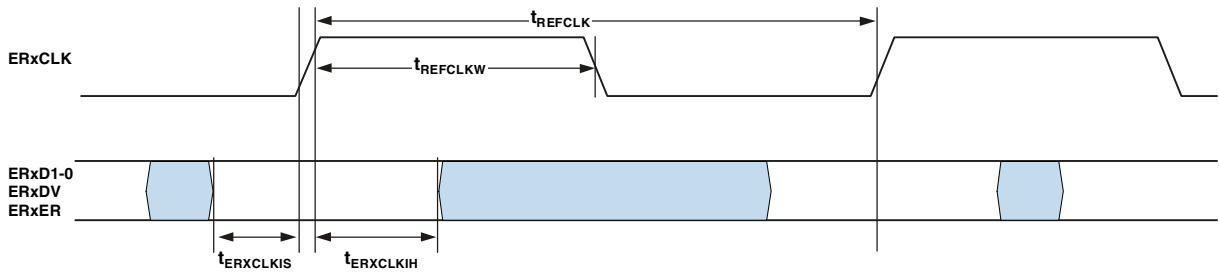 tREFCLK
ERxCLK
tREFCLKW
ERxD1-0
ERxDV
ERxER
tERXCLKIS
tERXCLKIH